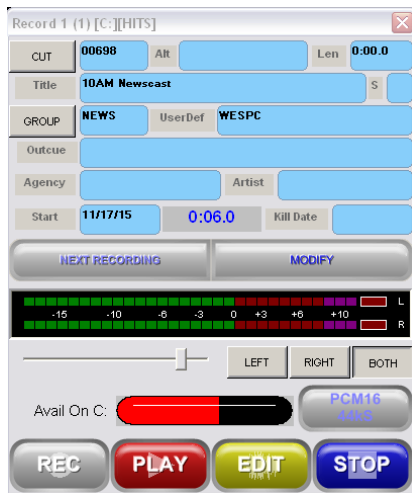 Record 1 (1) [C:][HITS]
CUT 00698 Alt Len 0:00.0
Title 10AM Newscast S
GROUP NEWS UserDef WESPC
Outcue
Agency Artist
Start 11/17/15 0:06.0 Kill Date
NEXT RECORDING MODIFY
L
-15 -10 -6 -3 0 +3 +6 +10
R
LEFT RIGHT BOTH
Avail On C: PCM16 44kS
REC PLAY EDIT STOP